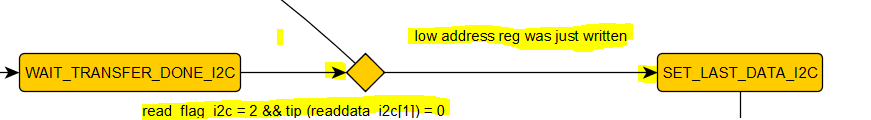 low address reg was just written
WAIT_TRANSFER_DONE_I2C
SET_LAST_DATA_I2C
read_flag_i2c = 2 && tip (readdata_i2c[1]) = 0